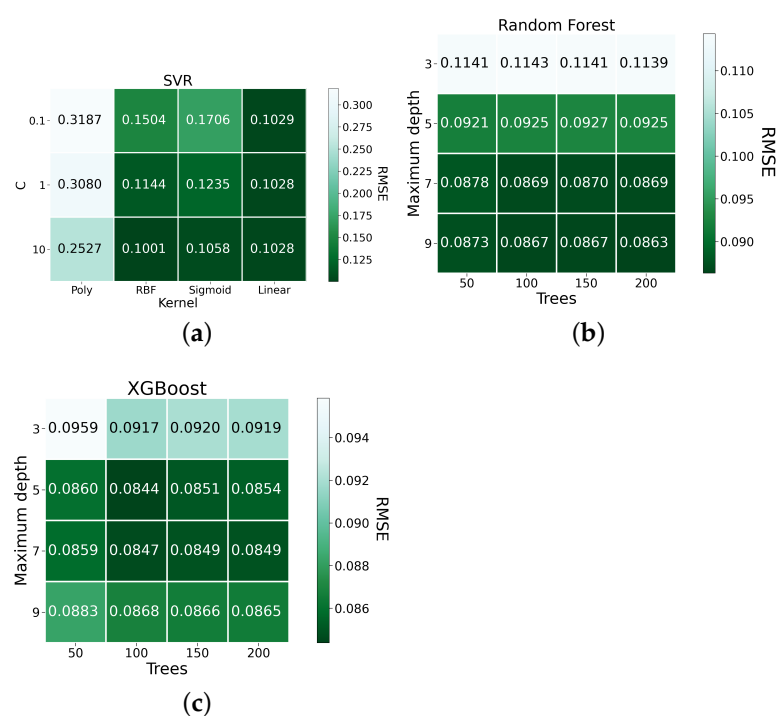 SVR
0.1 0.3187 0.1504 0.1706 0.1029
1 0.3080 0.1144 0.1235 0.1028
10 0.2527 0.1001 0.1058 0.1028
C
Poly RBF Sigmoid Linear
Kernel
0.300
0.275
0.250
0.225
0.200
0.175
0.150
0.125
RMSE
(a)
Random Forest
3 0.1141 0.1143 0.1141 0.1139
5 0.0921 0.0925 0.0927 0.0925
7 0.0878 0.0869 0.0870 0.0869
9 0.0873 0.0867 0.0867 0.0863
Maximum depth
50 100 150 200
Trees
0.110
0.105
0.100
0.095
0.090
RMSE
(b)
XGBoost
3 0.0959 0.0917 0.0920 0.0919
5 0.0860 0.0844 0.0851 0.0854
7 0.0859 0.0847 0.0849 0.0849
9 0.0883 0.0868 0.0866 0.0865
Maximum depth
50 100 150 200
Trees
0.094
0.092
0.090
0.088
0.086
RMSE
(c)